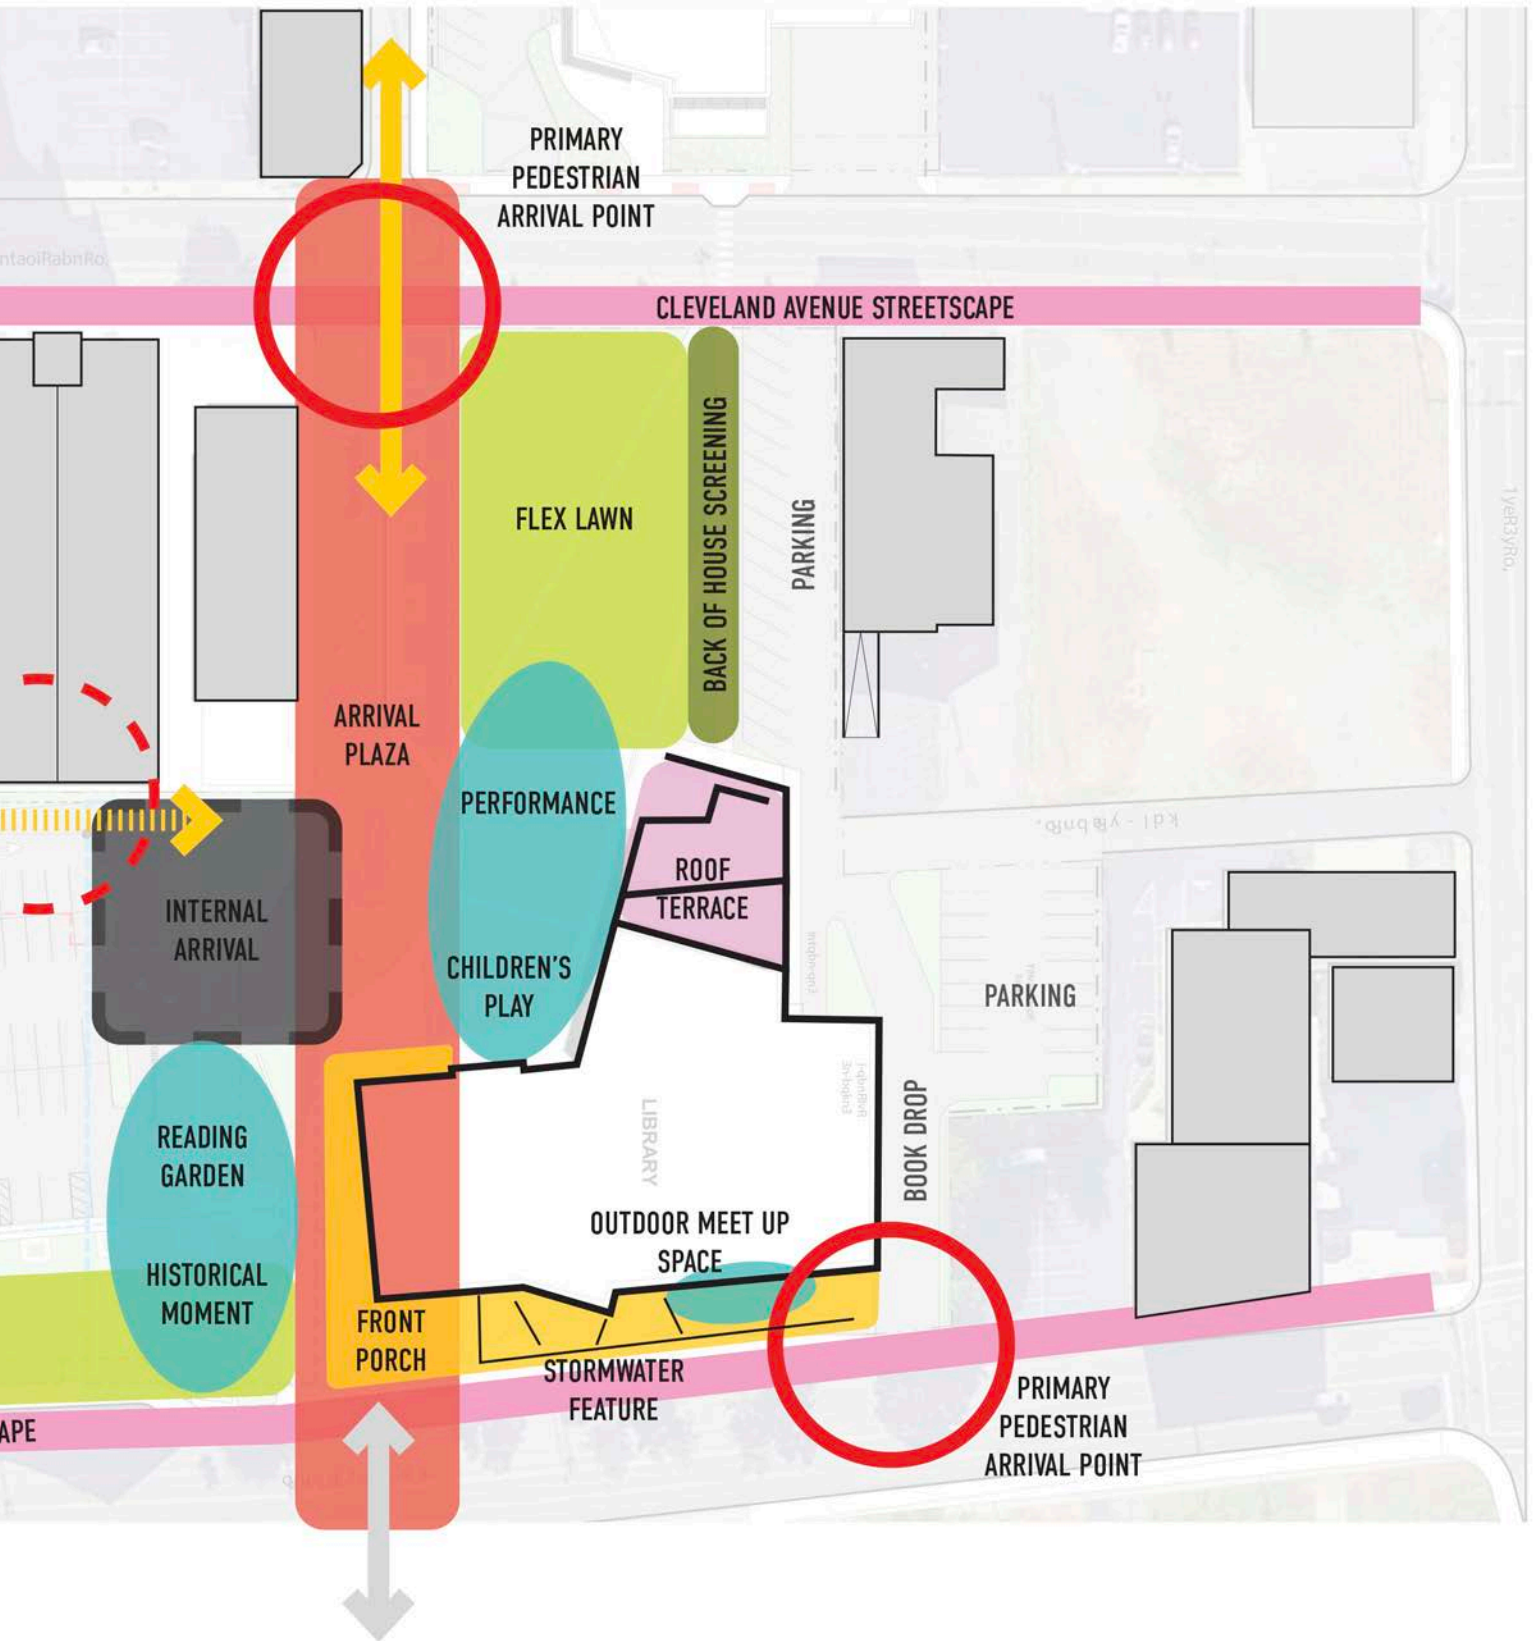 PRIMARY
PEDESTRIAN
ARRIVAL POINT
CLEVELAND AVENUE STREETSCAPE
FLEX LAWN
BACK OF HOUSE SCREENING
PARKING
ARRIVAL
PLAZA
PERFORMANCE
ROOF
TERRACE
INTERNAL
ARRIVAL
CHILDREN'S
PLAY
PARKING
READING
GARDEN
LIBRARY
BOOK DROP
OUTDOOR MEET UP
SPACE
HISTORICAL
MOMENT
FRONT
PORCH
STORMWATER
FEATURE
PRIMARY
PEDESTRIAN
ARRIVAL POINT
APE